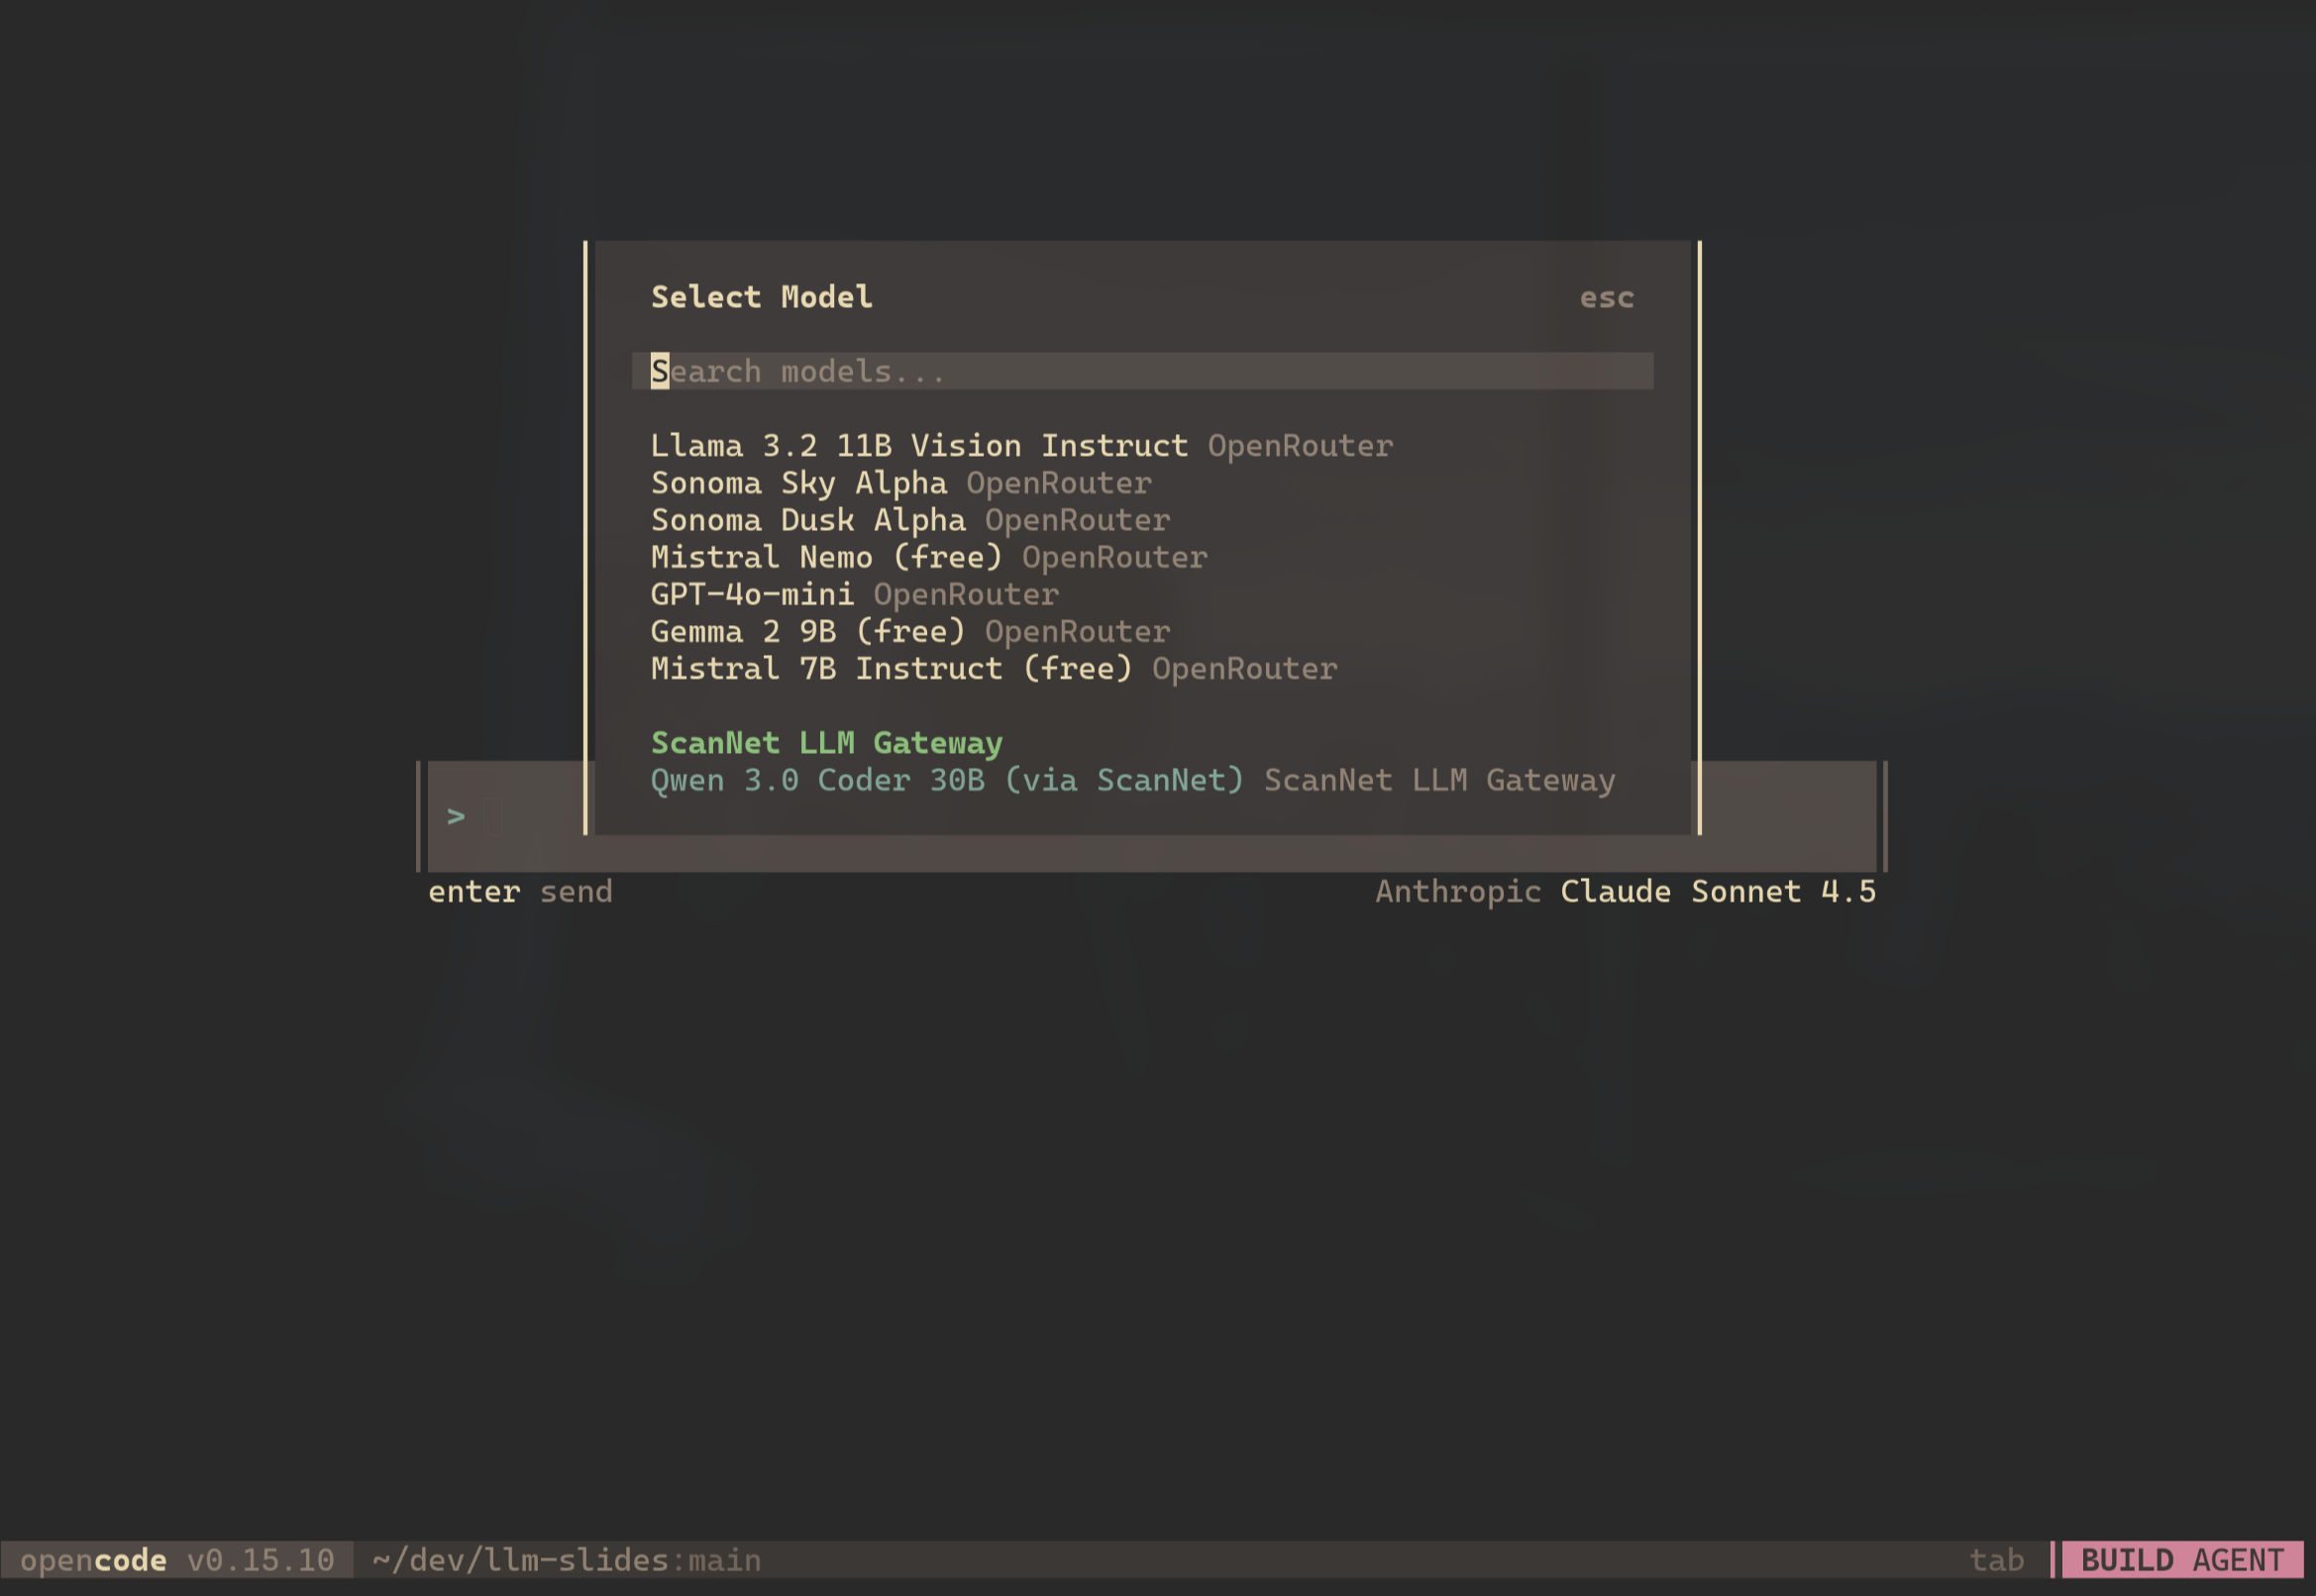 Select Model esc
Search models...
Llama 3.2 11B Vision Instruct OpenRouter
Sonoma Sky Alpha OpenRouter
Sonoma Dusk Alpha OpenRouter
Mistral Nemo (free) OpenRouter
GPT-4o-mini OpenRouter
Gemma 2 9B (free) OpenRouter
Mistral 7B Instruct (free) OpenRouter
ScanNet LLM Gateway
Qwen 3.0 Coder 30B (via ScanNet) ScanNet LLM Gateway
>
enter send Anthropic Claude Sonnet 4.5
opencode v0.15.10 ~/dev/llm-slides:main tab BUILD AGENT